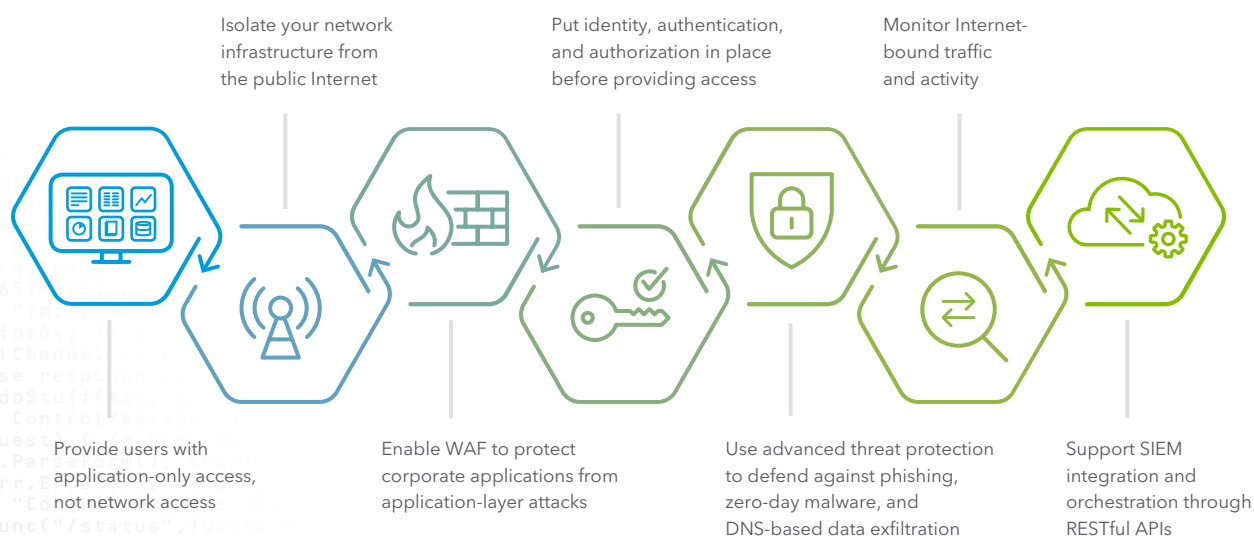 Isolate your network
infrastructure from
the public Internet
Put identity, authentication,
and authorization in place
before providing access
Monitor Internet-
bound traffic
and activity
Provide users with
application-only access,
not network access
Enable WAF to protect
corporate applications from
application-layer attacks
Use advanced threat protection
to defend against phishing,
zero-day malware, and
DNS-based data exfiltration
Support SIEM
integration and
orchestration through
RESTful APIs